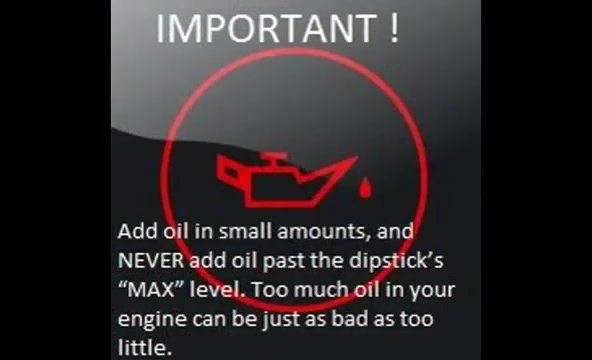 IMPORTANT !
Add oil in small amounts, and
NEVER add oil past the dipstick's
“MAX” level. Too much oil in your
engine can be just as bad as too
little.